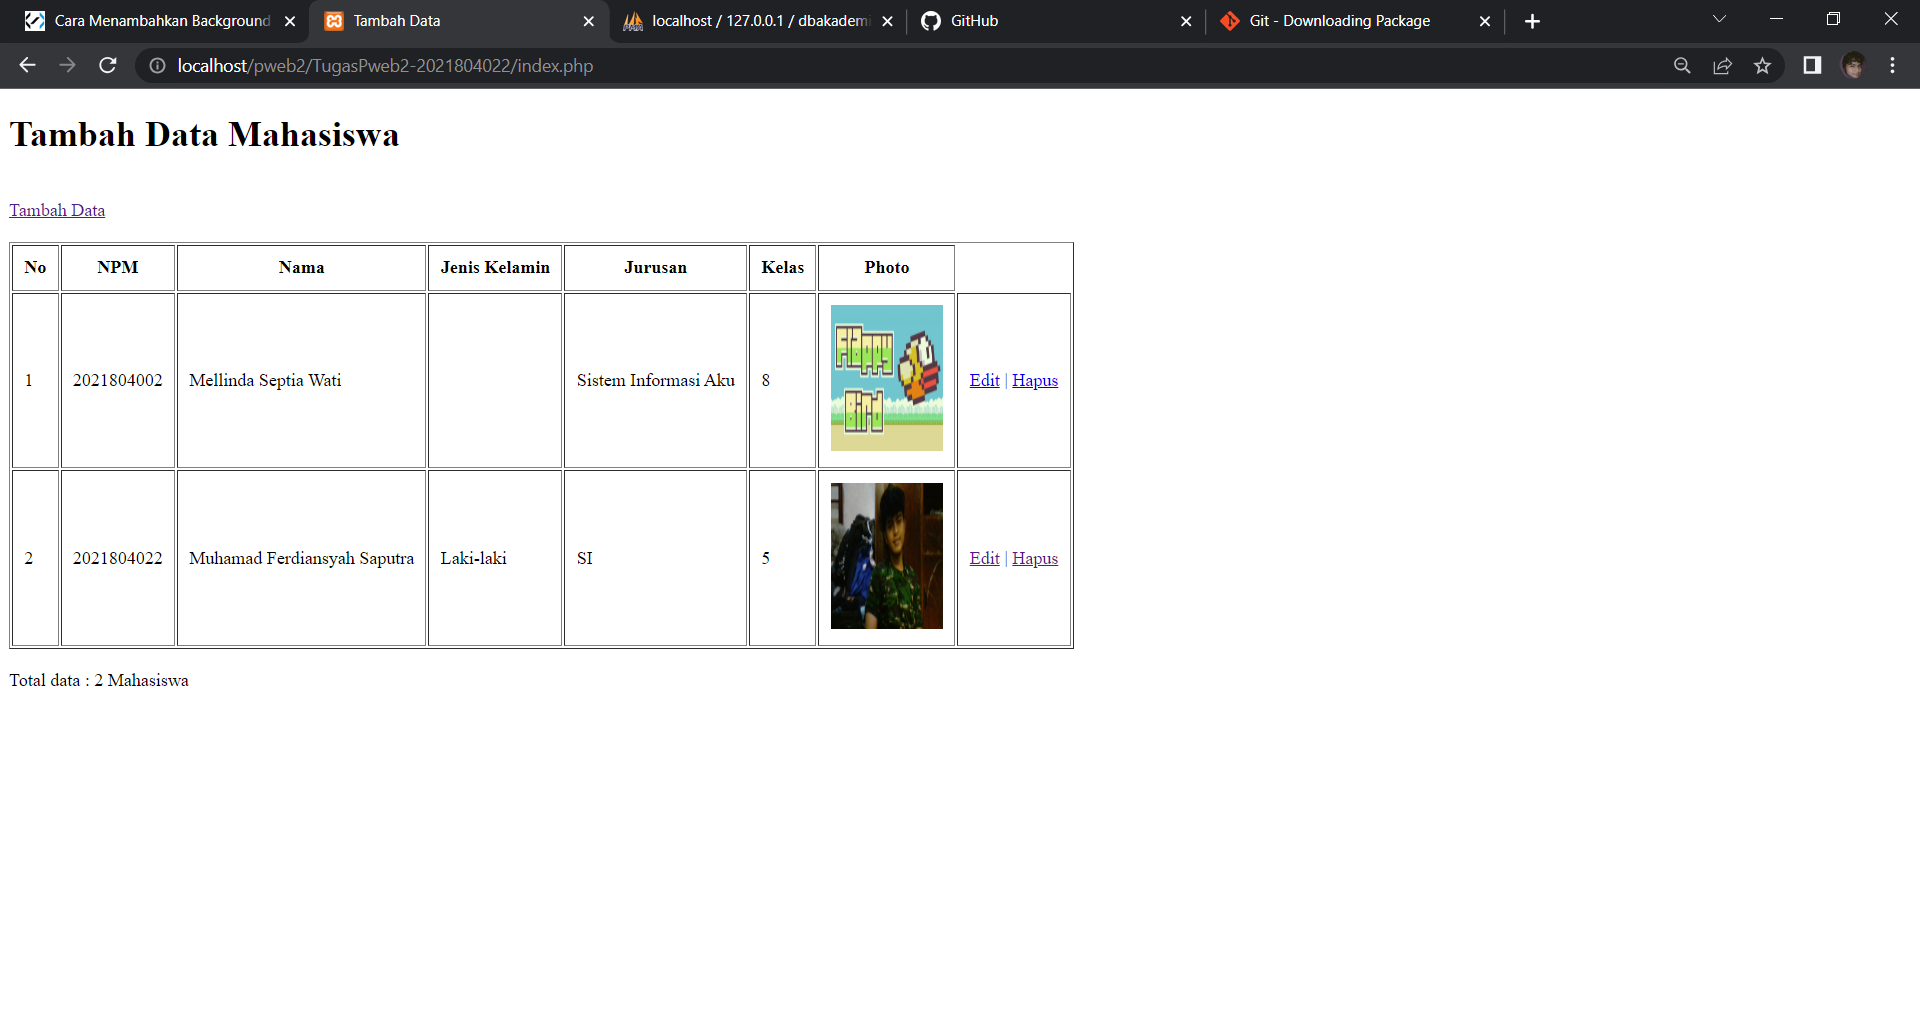 Cara Menambahkan Background
Tambah Data
localhost / 127.0.0.1 / dbakademi
GitHub
Git - Downloading Package
localhost/pweb2/TugasPweb2-2021804022/index.php
Tambah Data Mahasiswa
Tambah Data
No NPM Nama Jenis Kelamin Jurusan Kelas Photo
1 2021804002 Mellinda Septia Wati Sistem Informasi Aku 8 Edit | Hapus
Flappy
Bird
2 2021804022 Muhamad Ferdiansyah Saputra Laki-laki SI 5 Edit | Hapus
Total data : 2 Mahasiswa